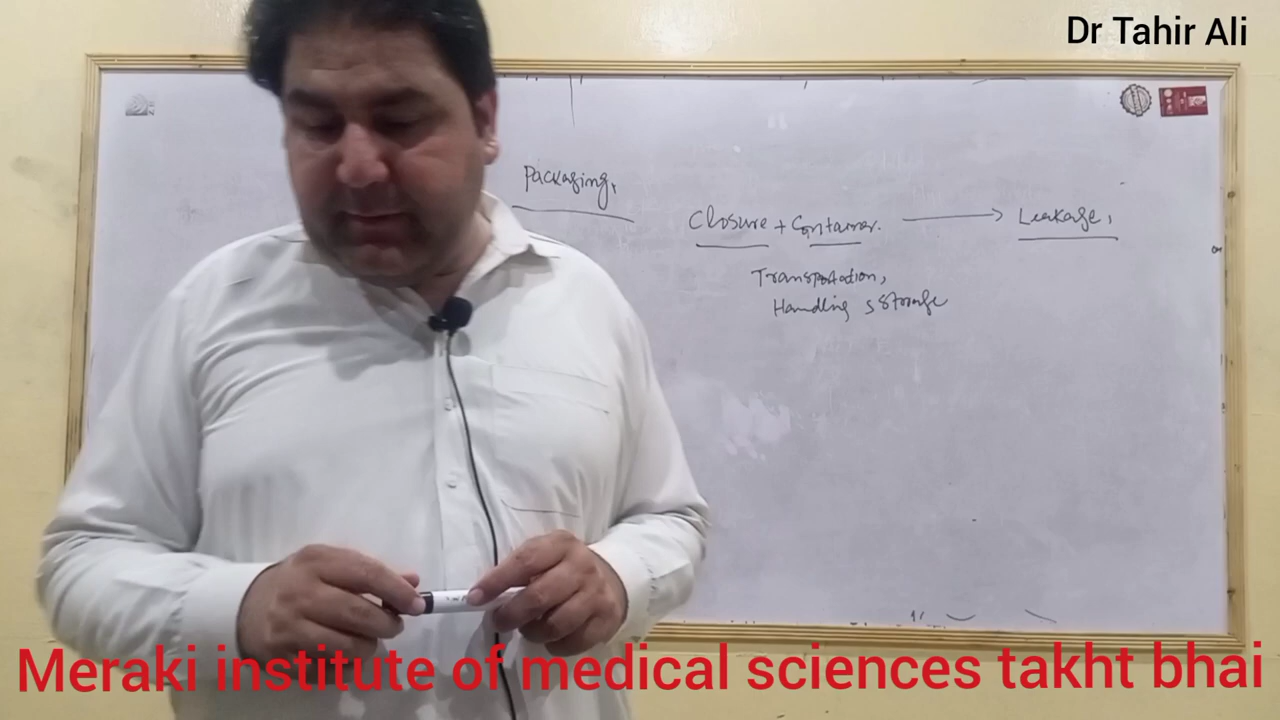 Dr Tahir Ali
Packaging,
Closure + Container. → Leakage,
Transportation,
Handling, Storage
Meraki institute of medical sciences takht bhai